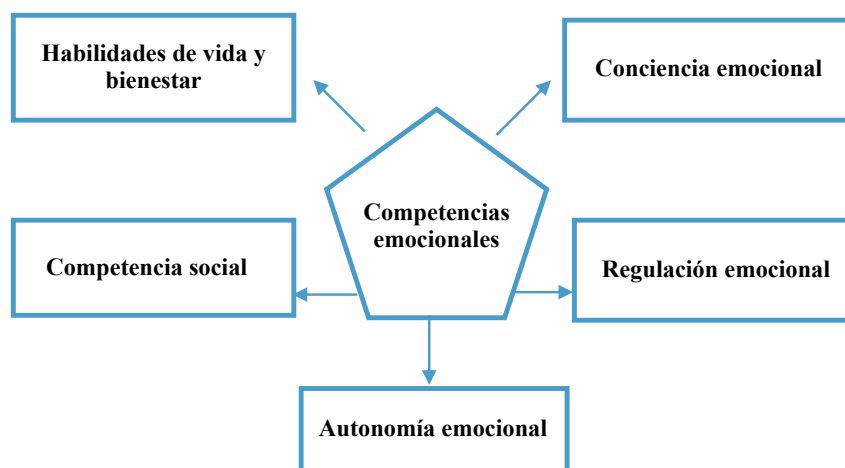 Habilidades de vida y
bienestar
Conciencia emocional
Competencias
emocionales
Competencia social
Regulación emocional
Autonomía emocional